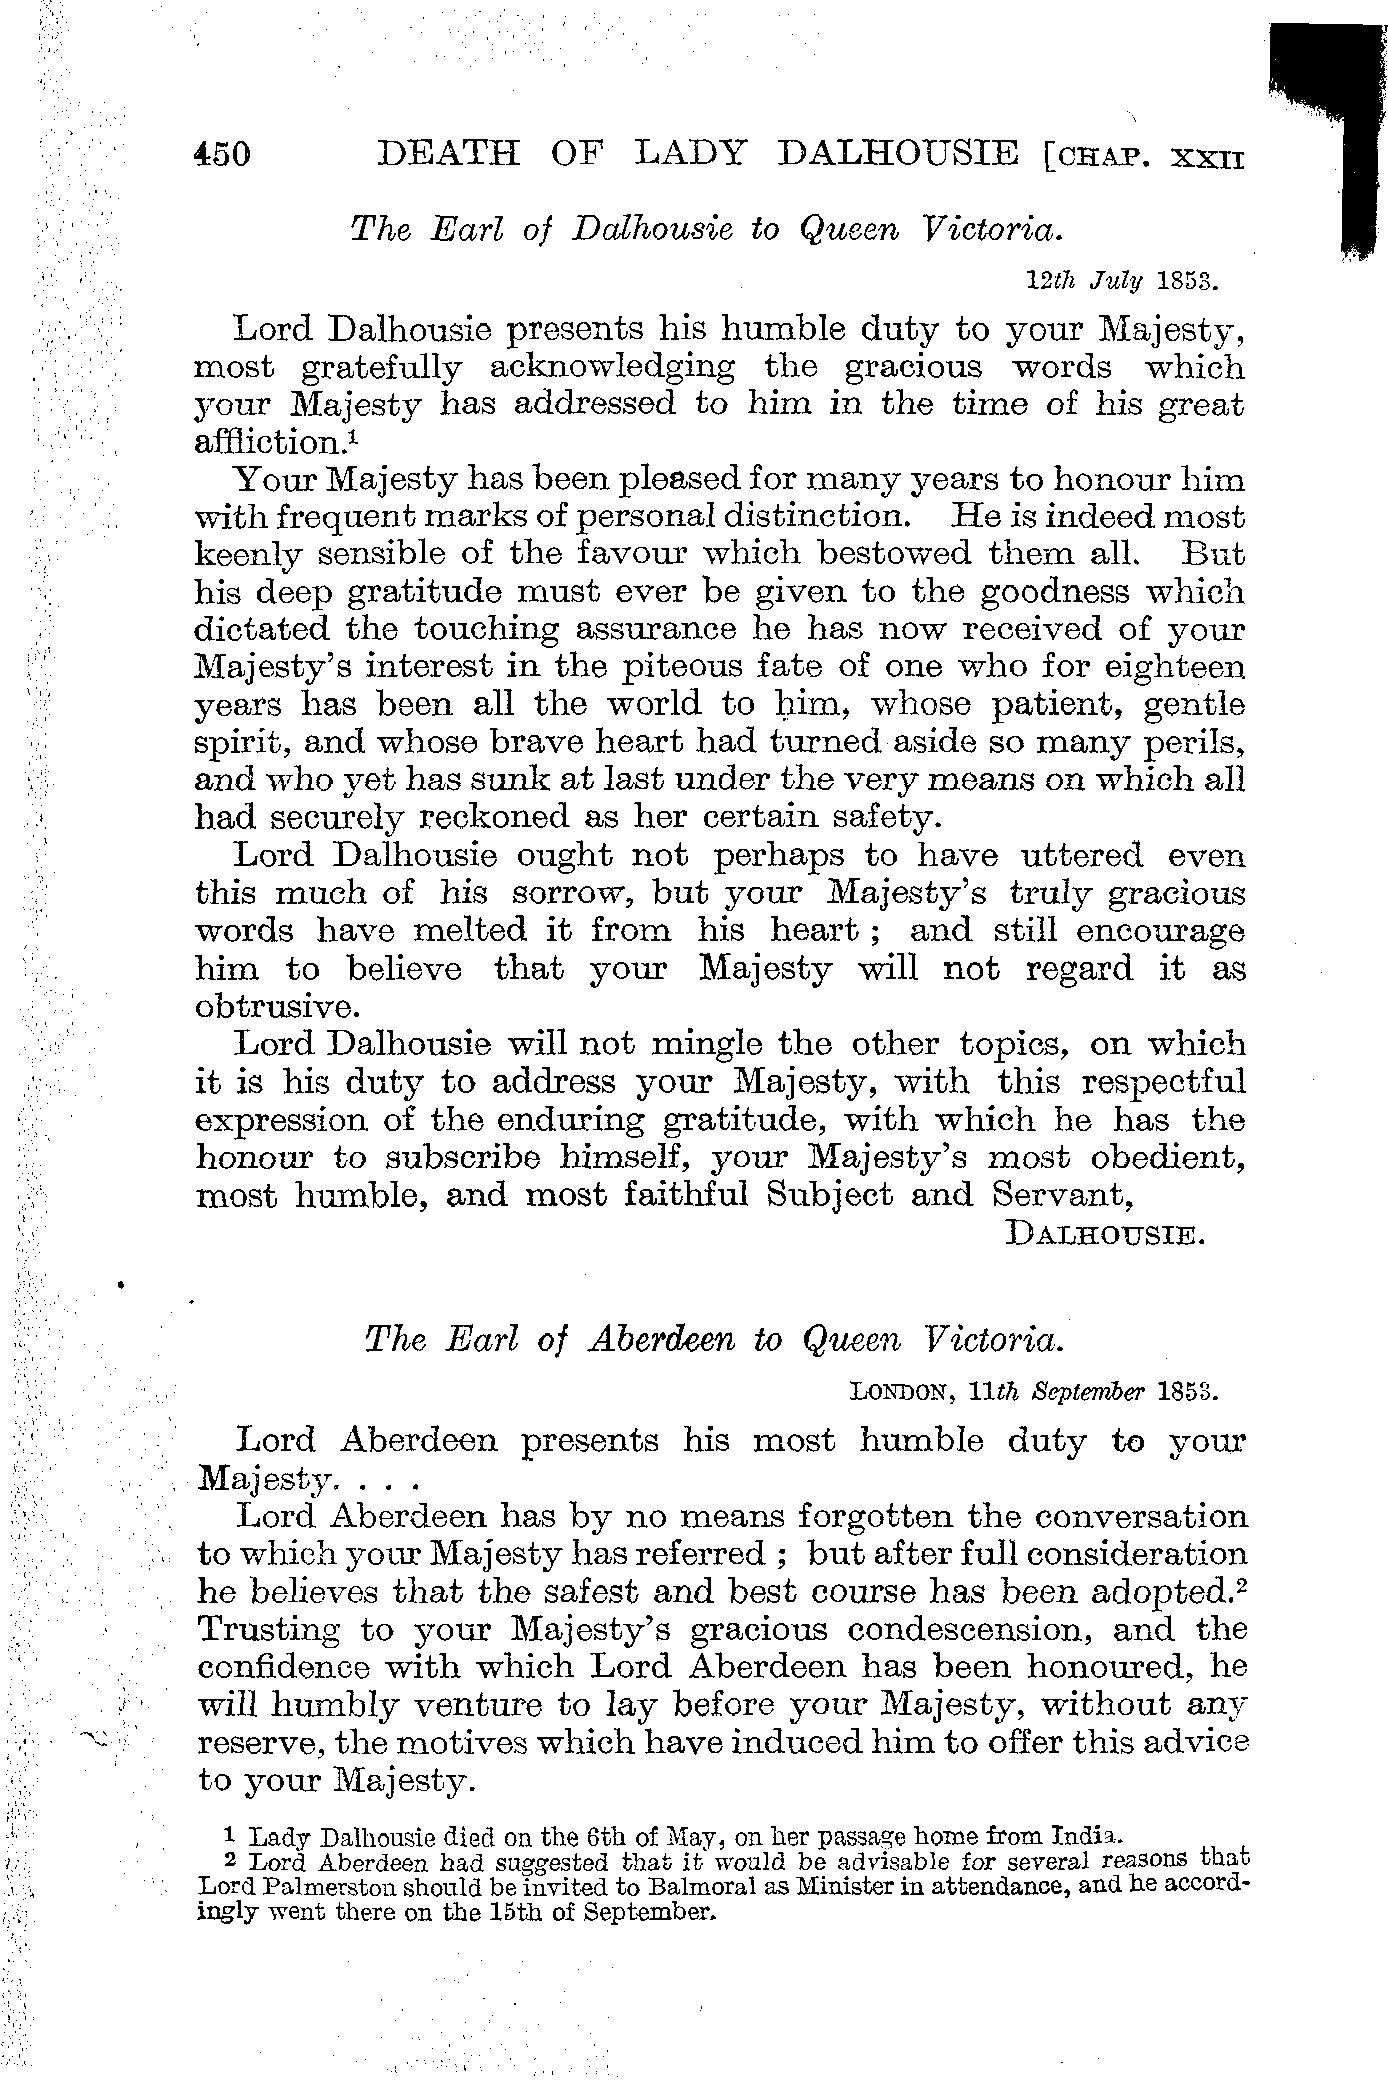 450 DEATH OF LADY DALHOUSIE [CHAP. XXII
The Earl of Dalhousie to Queen Victoria.
12th July 1853.
Lord Dalhousie presents his humble duty to your Majesty,
most gratefully acknowledging the gracious words which
your Majesty has addressed to him in the time of his great
affliction.¹
Your Majesty has been pleased for many years to honour him
with frequent marks of personal distinction. He is indeed most
keenly sensible of the favour which bestowed them all. But
his deep gratitude must ever be given to the goodness which
dictated the touching assurance he has now received of your
Majesty's interest in the piteous fate of one who for eighteen
years has been all the world to him, whose patient, gentle
spirit, and whose brave heart had turned aside so many perils,
and who yet has sunk at last under the very means on which all
had securely reckoned as her certain safety.
Lord Dalhousie ought not perhaps to have uttered even
this much of his sorrow, but your Majesty's truly gracious
words have melted it from his heart ; and still encourage
him to believe that your Majesty will not regard it as
obtrusive.
Lord Dalhousie will not mingle the other topics, on which
it is his duty to address your Majesty, with this respectful
expression of the enduring gratitude, with which he has the
honour to subscribe himself, your Majesty's most obedient,
most humble, and most faithful Subject and Servant,
DALHOUSIE.
The Earl of Aberdeen to Queen Victoria.
LONDON, 11th September 1853.
Lord Aberdeen presents his most humble duty to your
Majesty. . . .
Lord Aberdeen has by no means forgotten the conversation
to which your Majesty has referred ; but after full consideration
he believes that the safest and best course has been adopted.²
Trusting to your Majesty's gracious condescension, and the
confidence with which Lord Aberdeen has been honoured, he
will humbly venture to lay before your Majesty, without any
reserve, the motives which have induced him to offer this advice
to your Majesty.
1 Lady Dalhousie died on the 6th of May, on her passage home from India.
2 Lord Aberdeen had suggested that it would be advisable for several reasons that
Lord Palmerston should be invited to Balmoral as Minister in attendance, and he accord-
ingly went there on the 15th of September.